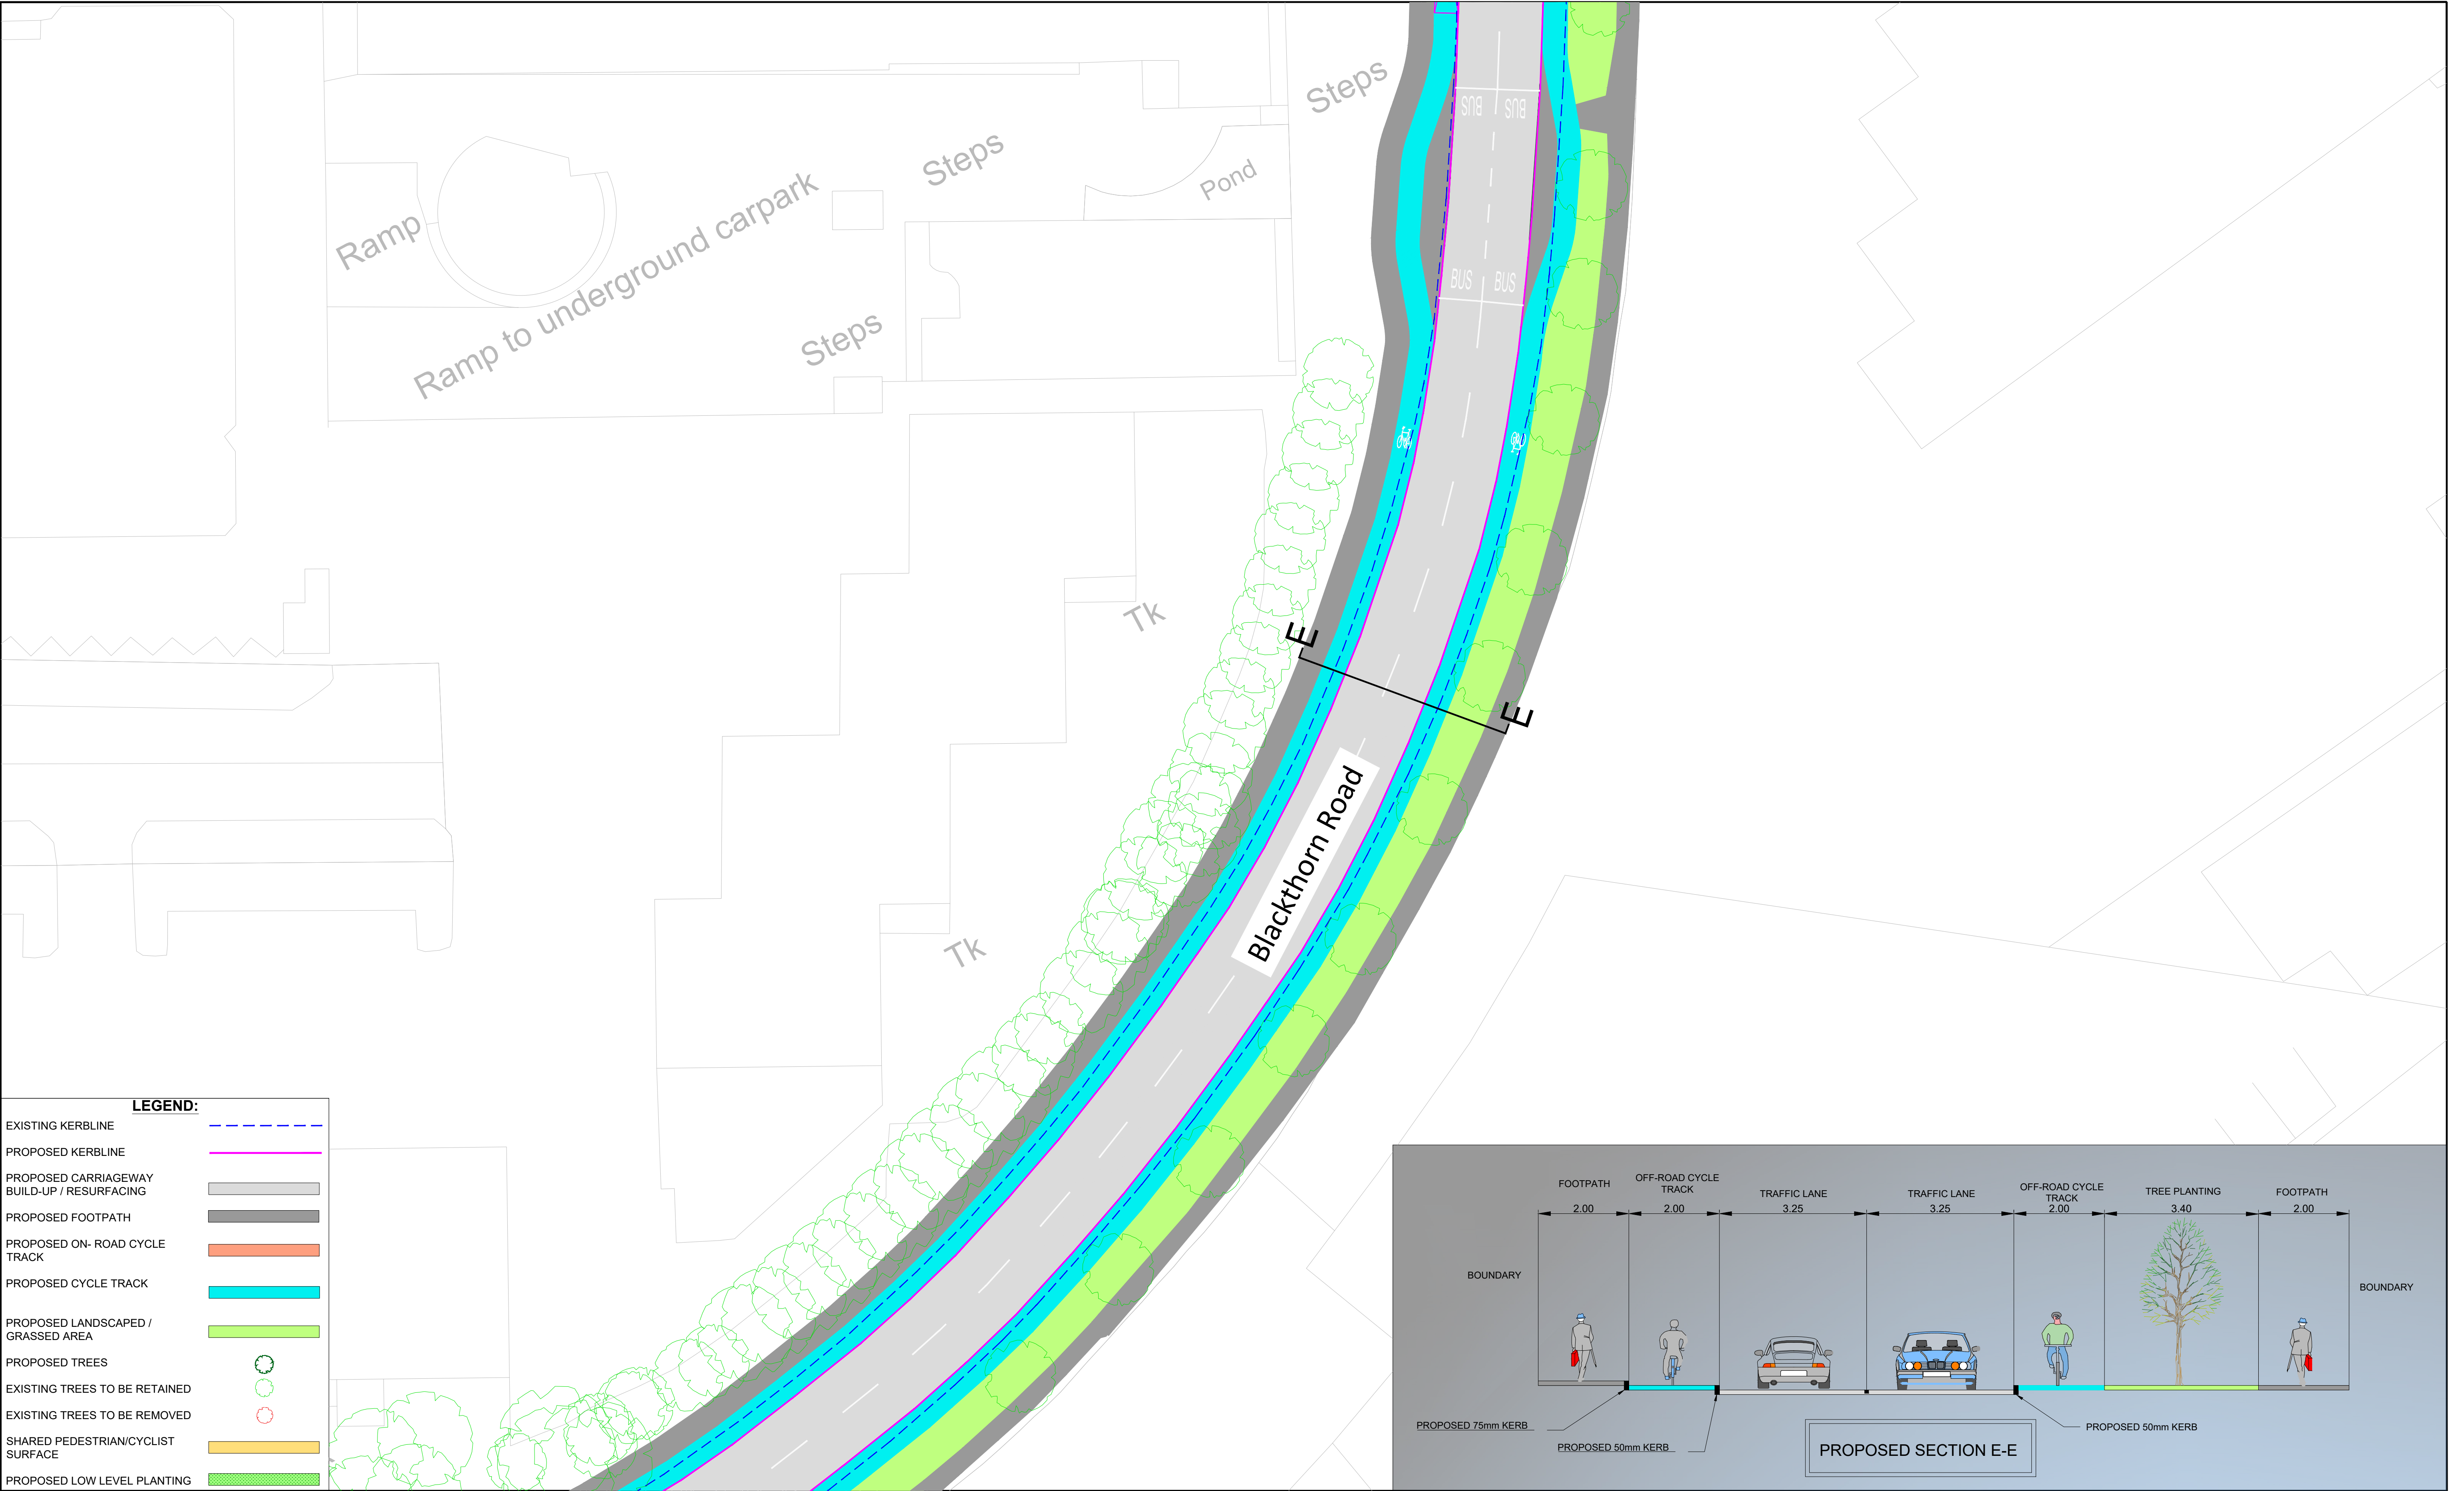 Steps
BUS BUS
Steps
Pond
Ramp
Ramp to underground carpark
BUS BUS
Steps
Tk
E
E
Blackthorn Road
Tk
LEGEND:
EXISTING KERBLINE
PROPOSED KERBLINE
PROPOSED CARRIAGEWAY
BUILD-UP / RESURFACING
PROPOSED FOOTPATH
PROPOSED ON- ROAD CYCLE
TRACK
PROPOSED CYCLE TRACK
PROPOSED LANDSCAPED /
GRASSED AREA
PROPOSED TREES
EXISTING TREES TO BE RETAINED
EXISTING TREES TO BE REMOVED
SHARED PEDESTRIAN/CYCLIST
SURFACE
PROPOSED LOW LEVEL PLANTING
FOOTPATH
2.00
OFF-ROAD CYCLE
TRACK
2.00
TRAFFIC LANE
3.25
TRAFFIC LANE
3.25
OFF-ROAD CYCLE
TRACK
2.00
TREE PLANTING
3.40
FOOTPATH
2.00
BOUNDARY
BOUNDARY
PROPOSED 75mm KERB
PROPOSED 50mm KERB
PROPOSED 50mm KERB
PROPOSED SECTION E-E